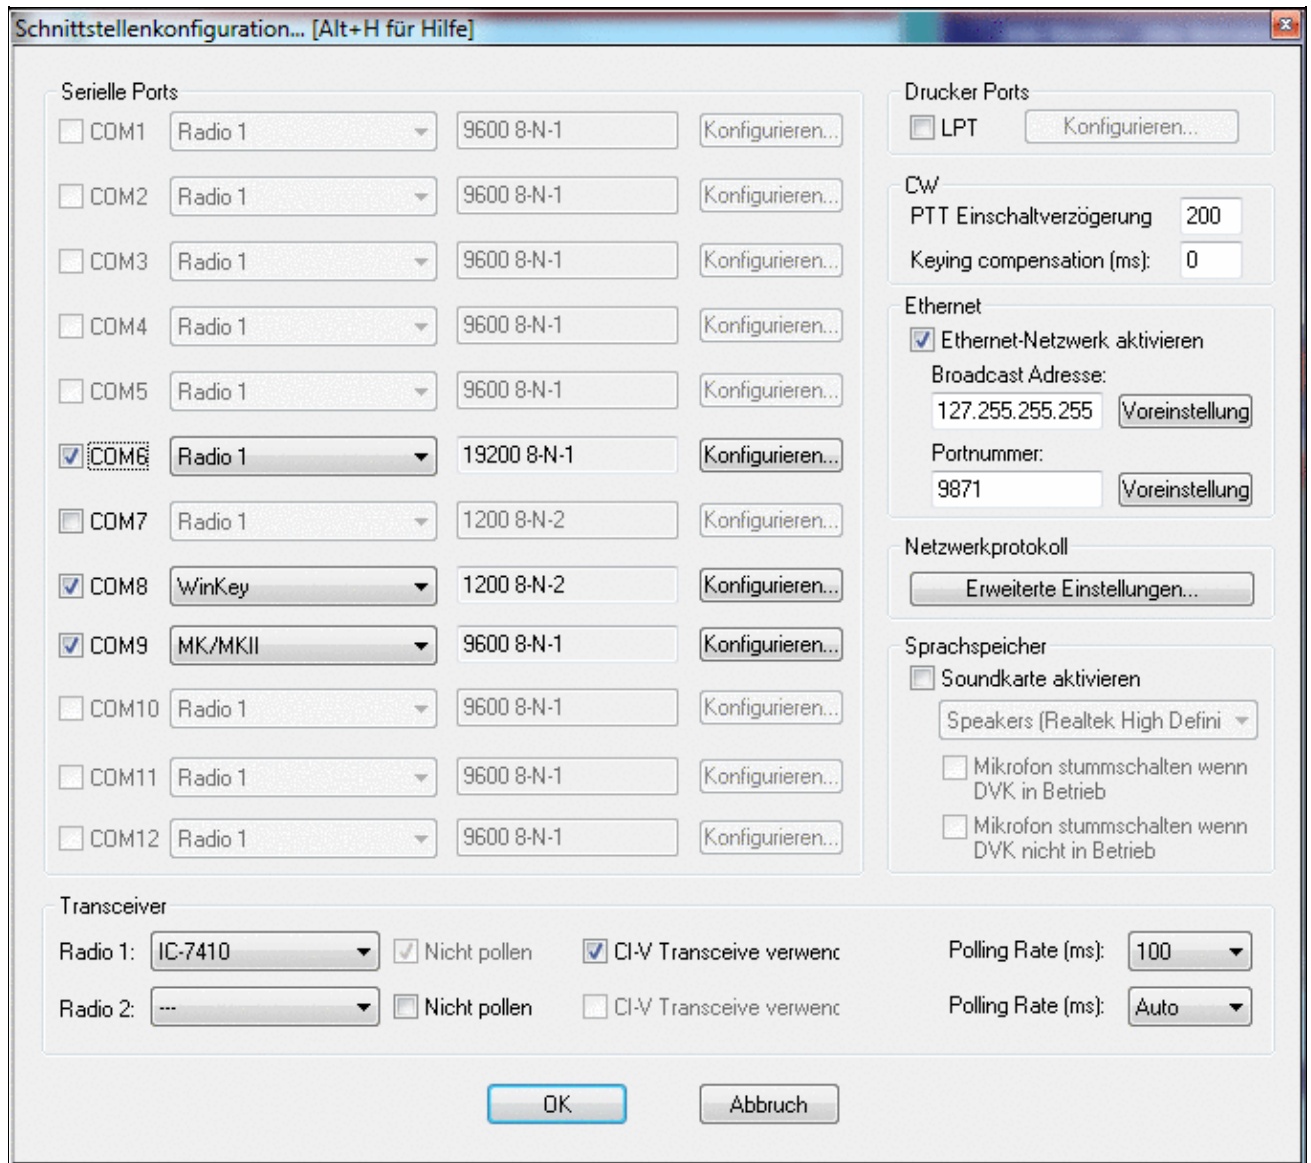 Schnittstellenkonfiguration... [Alt+H für Hilfe]
Serielle Ports
COM1 Radio 1 9600 8-N-1 Konfigurieren...
COM2 Radio 1 9600 8-N-1 Konfigurieren...
COM3 Radio 1 9600 8-N-1 Konfigurieren...
COM4 Radio 1 9600 8-N-1 Konfigurieren...
COM5 Radio 1 9600 8-N-1 Konfigurieren...
COM6 Radio 1 19200 8-N-1 Konfigurieren...
COM7 Radio 1 1200 8-N-2 Konfigurieren...
COM8 WinKey 1200 8-N-2 Konfigurieren...
COM9 MK/MKII 9600 8-N-1 Konfigurieren...
COM10 Radio 1 9600 8-N-1 Konfigurieren...
COM11 Radio 1 9600 8-N-1 Konfigurieren...
COM12 Radio 1 9600 8-N-1 Konfigurieren...
Drucker Ports
LPT Konfigurieren...
CW
PTT Einschaltverzögerung 200
Keying compensation (ms): 0
Ethernet
Ethernet-Netzwerk aktivieren
Broadcast Adresse:
127.255.255.255 Voreinstellung
Portnummer:
9871 Voreinstellung
Netzwerkprotokoll
Erweiterte Einstellungen...
Sprachspeicher
Soundkarte aktivieren
Speakers (Realtek High Defini
Mikrofon stummschalten wenn
DVK in Betrieb
Mikrofon stummschalten wenn
DVK nicht in Betrieb
Transceiver
Radio 1: IC-7410 Nicht pollen CI-V Transceive verwenc Polling Rate (ms): 100
Radio 2: --- Nicht pollen CI-V Transceive verwenc Polling Rate (ms): Auto
OK Abbruch